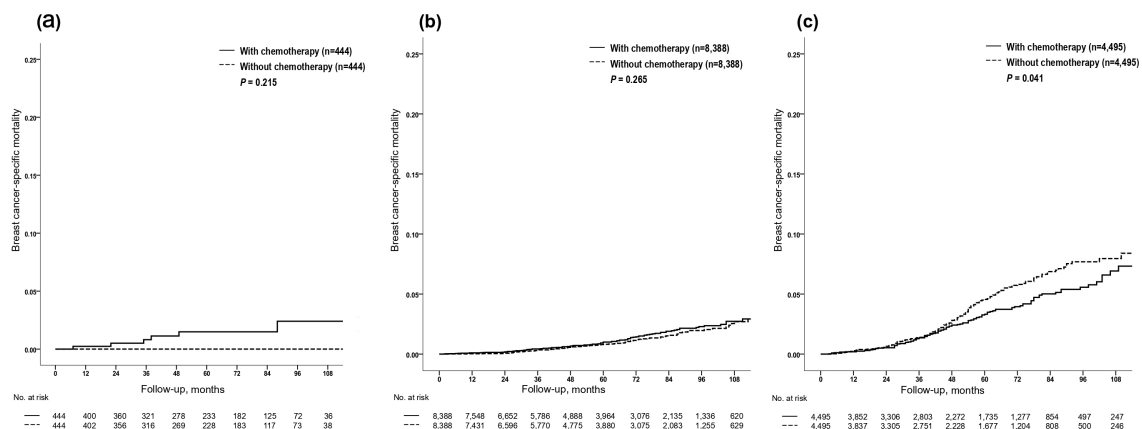 (a)
With chemotherapy (n=444)
Without chemotherapy (n=444)
P = 0.215
Breast cancer-specific mortality
0.25
0.20
0.15
0.10
0.05
0.00
0 12 24 36 48 60 72 84 96 108
Follow-up, months
No. at risk
444 400 360 321 278 233 182 125 72 36
444 402 356 316 269 228 183 117 73 38
(b)
With chemotherapy (n=8,388)
Without chemotherapy (n=8,388)
P = 0.265
Breast cancer-specific mortality
0.25
0.20
0.15
0.10
0.05
0.00
0 12 24 36 48 60 72 84 96 108
Follow-up, months
No. at risk
8,388 7,548 6,652 5,786 4,888 3,964 3,076 2,135 1,336 620
8,388 7,431 6,596 5,770 4,775 3,880 3,075 2,083 1,255 629
(c)
With chemotherapy (n=4,495)
Without chemotherapy (n=4,495)
P = 0.041
Breast cancer-specific mortality
0.25
0.20
0.15
0.10
0.05
0.00
0 12 24 36 48 60 72 84 96 108
Follow-up, months
No. at risk
4,495 3,852 3,306 2,803 2,272 1,735 1,277 854 497 247
4,495 3,837 3,305 2,751 2,228 1,677 1,204 808 500 246